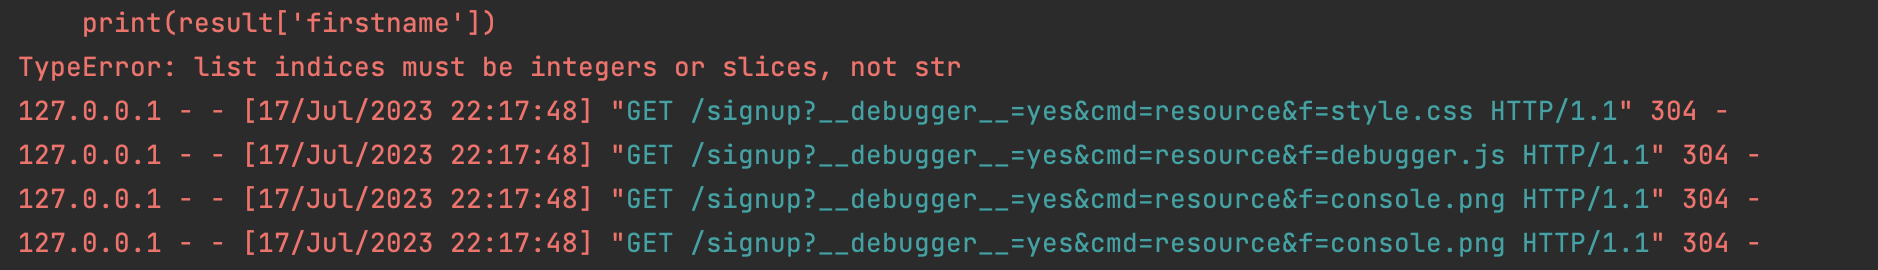 print(result['firstname'])
TypeError: list indices must be integers or slices, not str
127.0.0.1 - - [17/Jul/2023 22:17:48] "GET /signup?__debugger__=yes&cmd=resource&f=style.css HTTP/1.1" 304 -
127.0.0.1 - - [17/Jul/2023 22:17:48] "GET /signup?__debugger__=yes&cmd=resource&f=debugger.js HTTP/1.1" 304 -
127.0.0.1 - - [17/Jul/2023 22:17:48] "GET /signup?__debugger__=yes&cmd=resource&f=console.png HTTP/1.1" 304 -
127.0.0.1 - - [17/Jul/2023 22:17:48] "GET /signup?__debugger__=yes&cmd=resource&f=console.png HTTP/1.1" 304 -